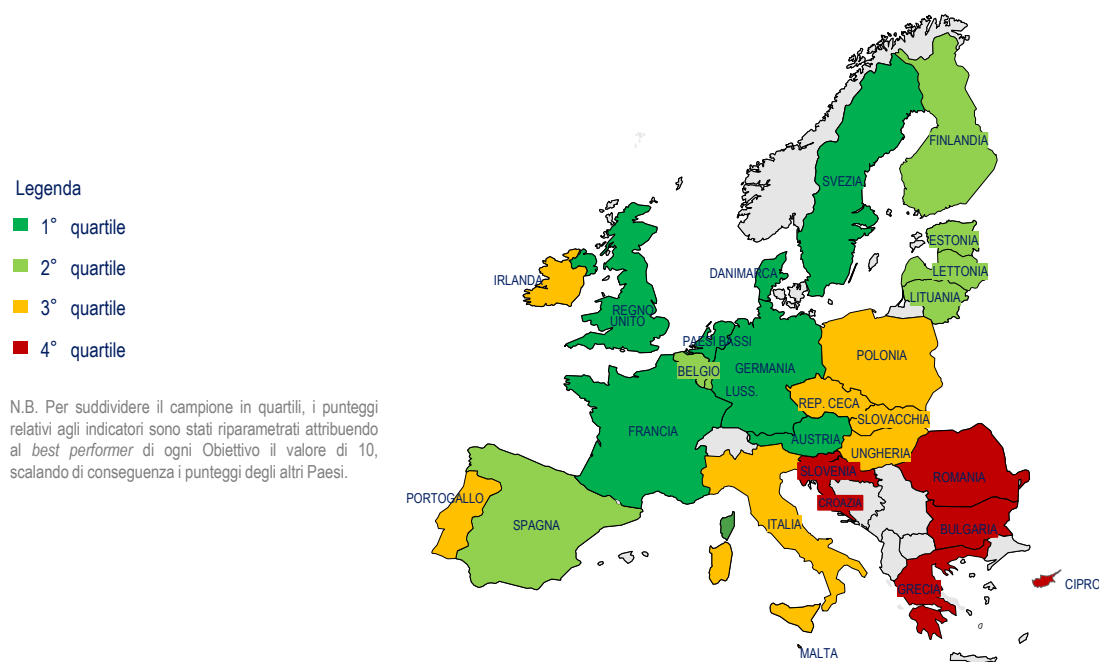 Legenda
1° quartile
2° quartile
3° quartile
4° quartile
N.B. Per suddividere il campione in quartili, i punteggi
relativi agli indicatori sono stati riparametrati attribuendo
al best performer di ogni Obiettivo il valore di 10,
scalando di conseguenza i punteggi degli altri Paesi.
FINLANDIA
SVEZIA
ESTONIA
LETTONIA
LITUANIA
DANIMARCA
IRLANDA
REGNO
UNITO
PAESI BASSI
BELGIO
GERMANIA
LUSS.
POLONIA
REP. CECA
SLOVACCHIA
FRANCIA
AUSTRIA
UNGHERIA
SLOVENIA
ROMANIA
CROAZIA
PORTOGALLO
SPAGNA
ITALIA
BULGARIA
GRECIA
CIPRO
MALTA